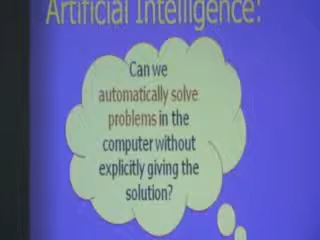 Artificial Intelligence:
Can we
automatically solve
problems in the
computer without
explicitly giving the
solution?